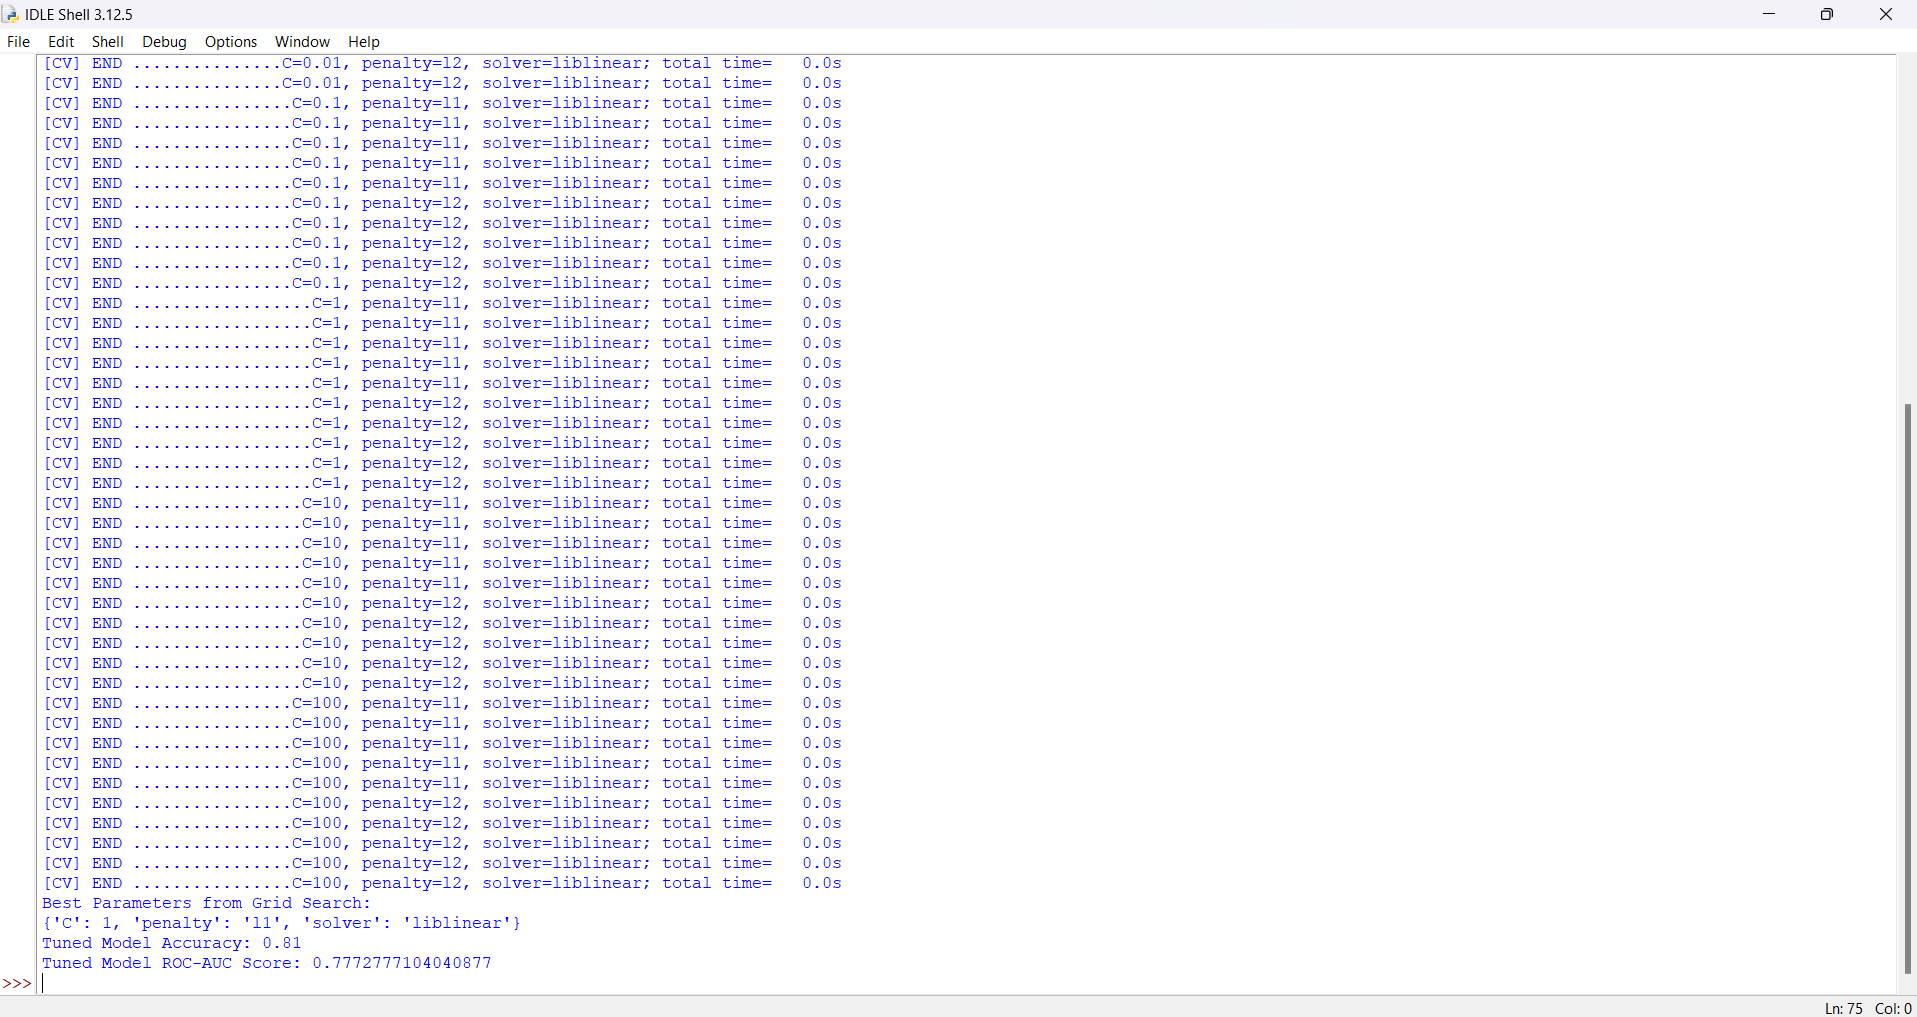 IDLE Shell 3.12.5
File Edit Shell Debug Options Window Help
[CV] END ...............C=0.01, penalty=l2, solver=liblinear; total time=   0.0s
[CV] END ...............C=0.01, penalty=l2, solver=liblinear; total time=   0.0s
[CV] END ................C=0.1, penalty=l1, solver=liblinear; total time=   0.0s
[CV] END ................C=0.1, penalty=l1, solver=liblinear; total time=   0.0s
[CV] END ................C=0.1, penalty=l1, solver=liblinear; total time=   0.0s
[CV] END ................C=0.1, penalty=l1, solver=liblinear; total time=   0.0s
[CV] END ................C=0.1, penalty=l1, solver=liblinear; total time=   0.0s
[CV] END ................C=0.1, penalty=l2, solver=liblinear; total time=   0.0s
[CV] END ................C=0.1, penalty=l2, solver=liblinear; total time=   0.0s
[CV] END ................C=0.1, penalty=l2, solver=liblinear; total time=   0.0s
[CV] END ................C=0.1, penalty=l2, solver=liblinear; total time=   0.0s
[CV] END ................C=0.1, penalty=l2, solver=liblinear; total time=   0.0s
[CV] END ..................C=1, penalty=l1, solver=liblinear; total time=   0.0s
[CV] END ..................C=1, penalty=l1, solver=liblinear; total time=   0.0s
[CV] END ..................C=1, penalty=l1, solver=liblinear; total time=   0.0s
[CV] END ..................C=1, penalty=l1, solver=liblinear; total time=   0.0s
[CV] END ..................C=1, penalty=l1, solver=liblinear; total time=   0.0s
[CV] END ..................C=1, penalty=l2, solver=liblinear; total time=   0.0s
[CV] END ..................C=1, penalty=l2, solver=liblinear; total time=   0.0s
[CV] END ..................C=1, penalty=l2, solver=liblinear; total time=   0.0s
[CV] END ..................C=1, penalty=l2, solver=liblinear; total time=   0.0s
[CV] END ..................C=1, penalty=l2, solver=liblinear; total time=   0.0s
[CV] END .................C=10, penalty=l1, solver=liblinear; total time=   0.0s
[CV] END .................C=10, penalty=l1, solver=liblinear; total time=   0.0s
[CV] END .................C=10, penalty=l1, solver=liblinear; total time=   0.0s
[CV] END .................C=10, penalty=l1, solver=liblinear; total time=   0.0s
[CV] END .................C=10, penalty=l1, solver=liblinear; total time=   0.0s
[CV] END .................C=10, penalty=l2, solver=liblinear; total time=   0.0s
[CV] END .................C=10, penalty=l2, solver=liblinear; total time=   0.0s
[CV] END .................C=10, penalty=l2, solver=liblinear; total time=   0.0s
[CV] END .................C=10, penalty=l2, solver=liblinear; total time=   0.0s
[CV] END .................C=10, penalty=l2, solver=liblinear; total time=   0.0s
[CV] END ................C=100, penalty=l1, solver=liblinear; total time=   0.0s
[CV] END ................C=100, penalty=l1, solver=liblinear; total time=   0.0s
[CV] END ................C=100, penalty=l1, solver=liblinear; total time=   0.0s
[CV] END ................C=100, penalty=l1, solver=liblinear; total time=   0.0s
[CV] END ................C=100, penalty=l1, solver=liblinear; total time=   0.0s
[CV] END ................C=100, penalty=l2, solver=liblinear; total time=   0.0s
[CV] END ................C=100, penalty=l2, solver=liblinear; total time=   0.0s
[CV] END ................C=100, penalty=l2, solver=liblinear; total time=   0.0s
[CV] END ................C=100, penalty=l2, solver=liblinear; total time=   0.0s
[CV] END ................C=100, penalty=l2, solver=liblinear; total time=   0.0s
Best Parameters from Grid Search:
{'C': 1, 'penalty': 'l1', 'solver': 'liblinear'}
Tuned Model Accuracy: 0.81
Tuned Model ROC-AUC Score: 0.7772777104040877
>>>
Ln: 75 Col: 0